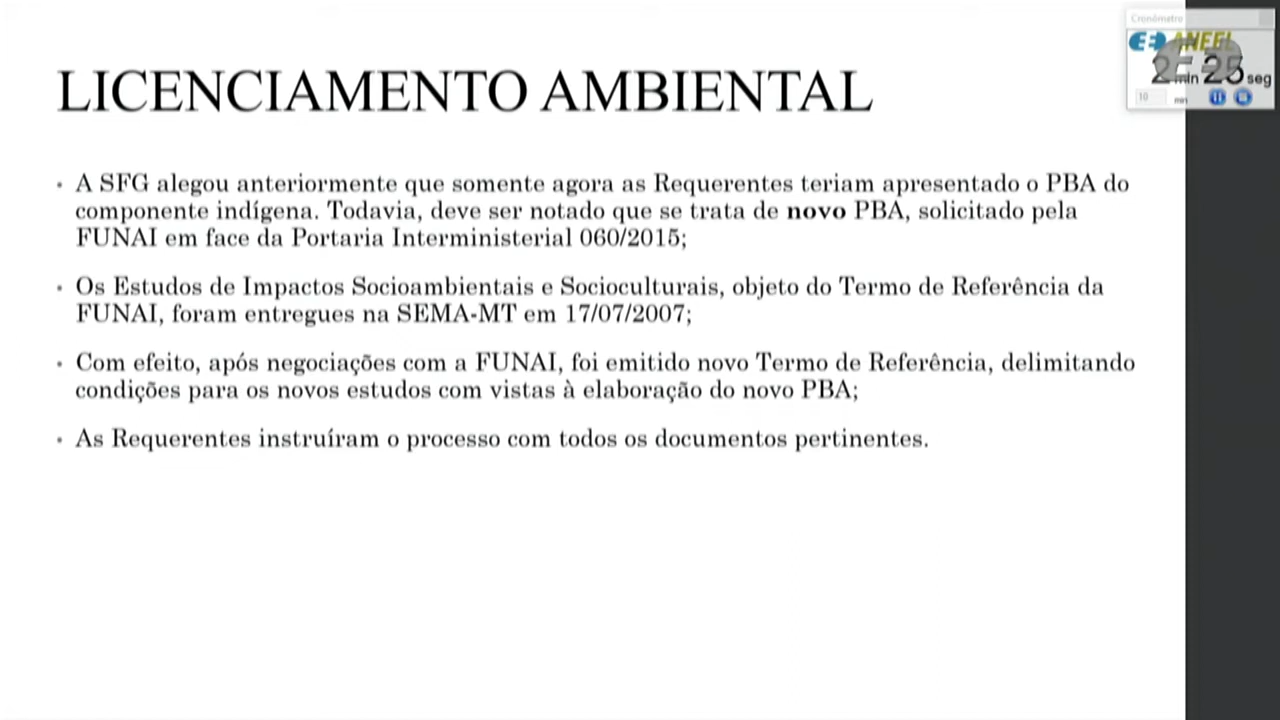 Cronômetro
ANEEL
LICENCIAMENTO AMBIENTAL
2 min 25 seg
10 min
• A SFG alegou anteriormente que somente agora as Requerentes teriam apresentado o PBA do
componente indígena. Todavia, deve ser notado que se trata de novo PBA, solicitado pela
FUNAI em face da Portaria Interministerial 060/2015;
• Os Estudos de Impactos Socioambientais e Socioculturais, objeto do Termo de Referência da
FUNAI, foram entregues na SEMA-MT em 17/07/2007;
• Com efeito, após negociações com a FUNAI, foi emitido novo Termo de Referência, delimitando
condições para os novos estudos com vistas à elaboração do novo PBA;
• As Requerentes instruíram o processo com todos os documentos pertinentes.